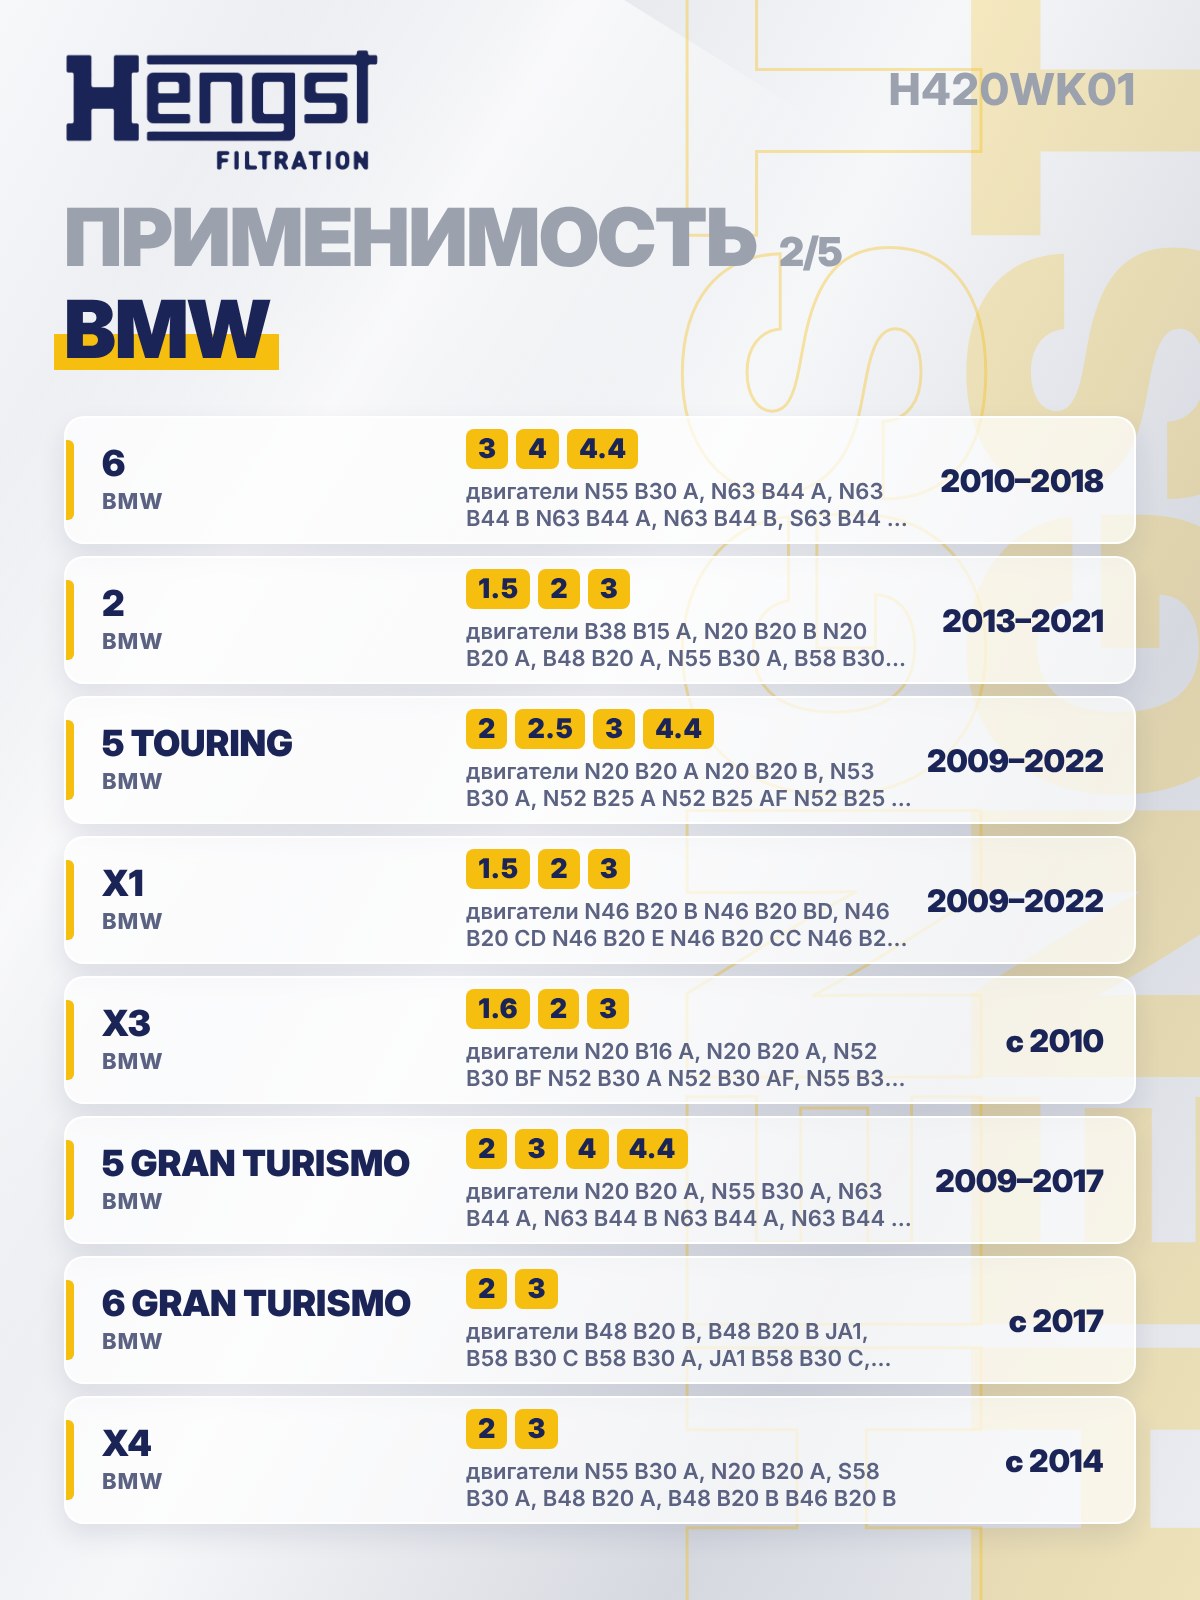 Hengst
FILTRATION
H420WK01
ПРИМЕНИМОСТЬ 2/5
BMW
6
BMW
3 4 4.4
двигатели N55 B30 A, N63 B44 A, N63
B44 B N63 B44 A, N63 B44 B, S63 B44 ...
2010–2018
2
BMW
1.5 2 3
двигатели B38 B15 A, N20 B20 B N20
B20 A, B48 B20 A, N55 B30 A, B58 B30...
2013–2021
5 TOURING
BMW
2 2.5 3 4.4
двигатели N20 B20 A N20 B20 B, N53
B30 A, N52 B25 A N52 B25 AF N52 B25 ...
2009–2022
X1
BMW
1.5 2 3
двигатели N46 B20 B N46 B20 BD, N46
B20 CD N46 B20 E N46 B20 CC N46 B2...
2009–2022
X3
BMW
1.6 2 3
двигатели N20 B16 A, N20 B20 A, N52
B30 BF N52 B30 A N52 B30 AF, N55 B3...
с 2010
5 GRAN TURISMO
BMW
2 3 4 4.4
двигатели N20 B20 A, N55 B30 A, N63
B44 A, N63 B44 B N63 B44 A, N63 B44 ...
2009–2017
6 GRAN TURISMO
BMW
2 3
двигатели B48 B20 B, B48 B20 B JA1,
B58 B30 C B58 B30 A, JA1 B58 B30 C,...
с 2017
X4
BMW
2 3
двигатели N55 B30 A, N20 B20 A, S58
B30 A, B48 B20 A, B48 B20 B B46 B20 B
с 2014
HENGST
HENGST